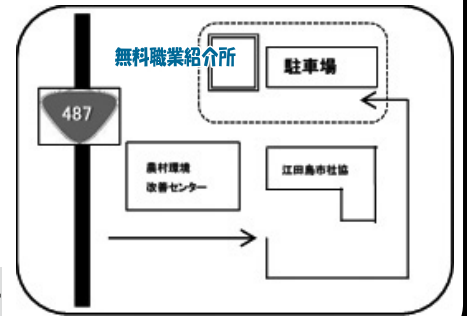 無料職業紹介所
駐車場
487
農村環境
改善センター
江田島市社協